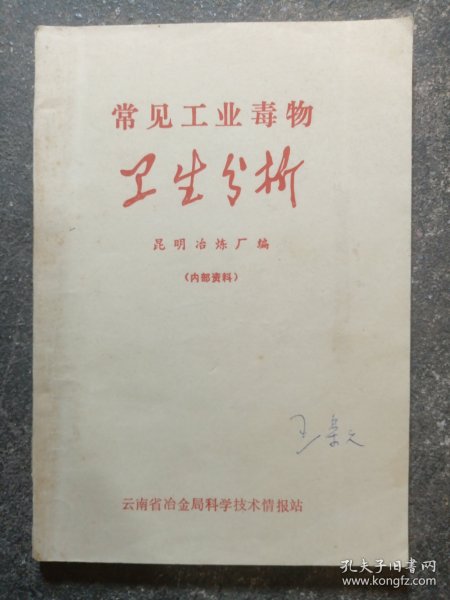 常见工业毒物
卫生分析
昆明冶炼厂编
（内部资料）
云南省冶金局科学技术情报站
孔夫子旧书网
www.kongfz.com